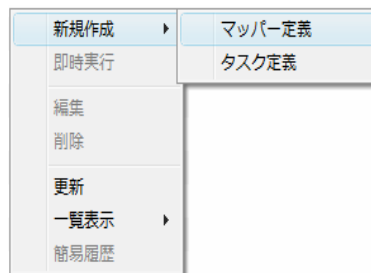 新規作成
マッパー定義
即時実行
タスク定義
編集
削除
更新
一覧表示
簡易履歴